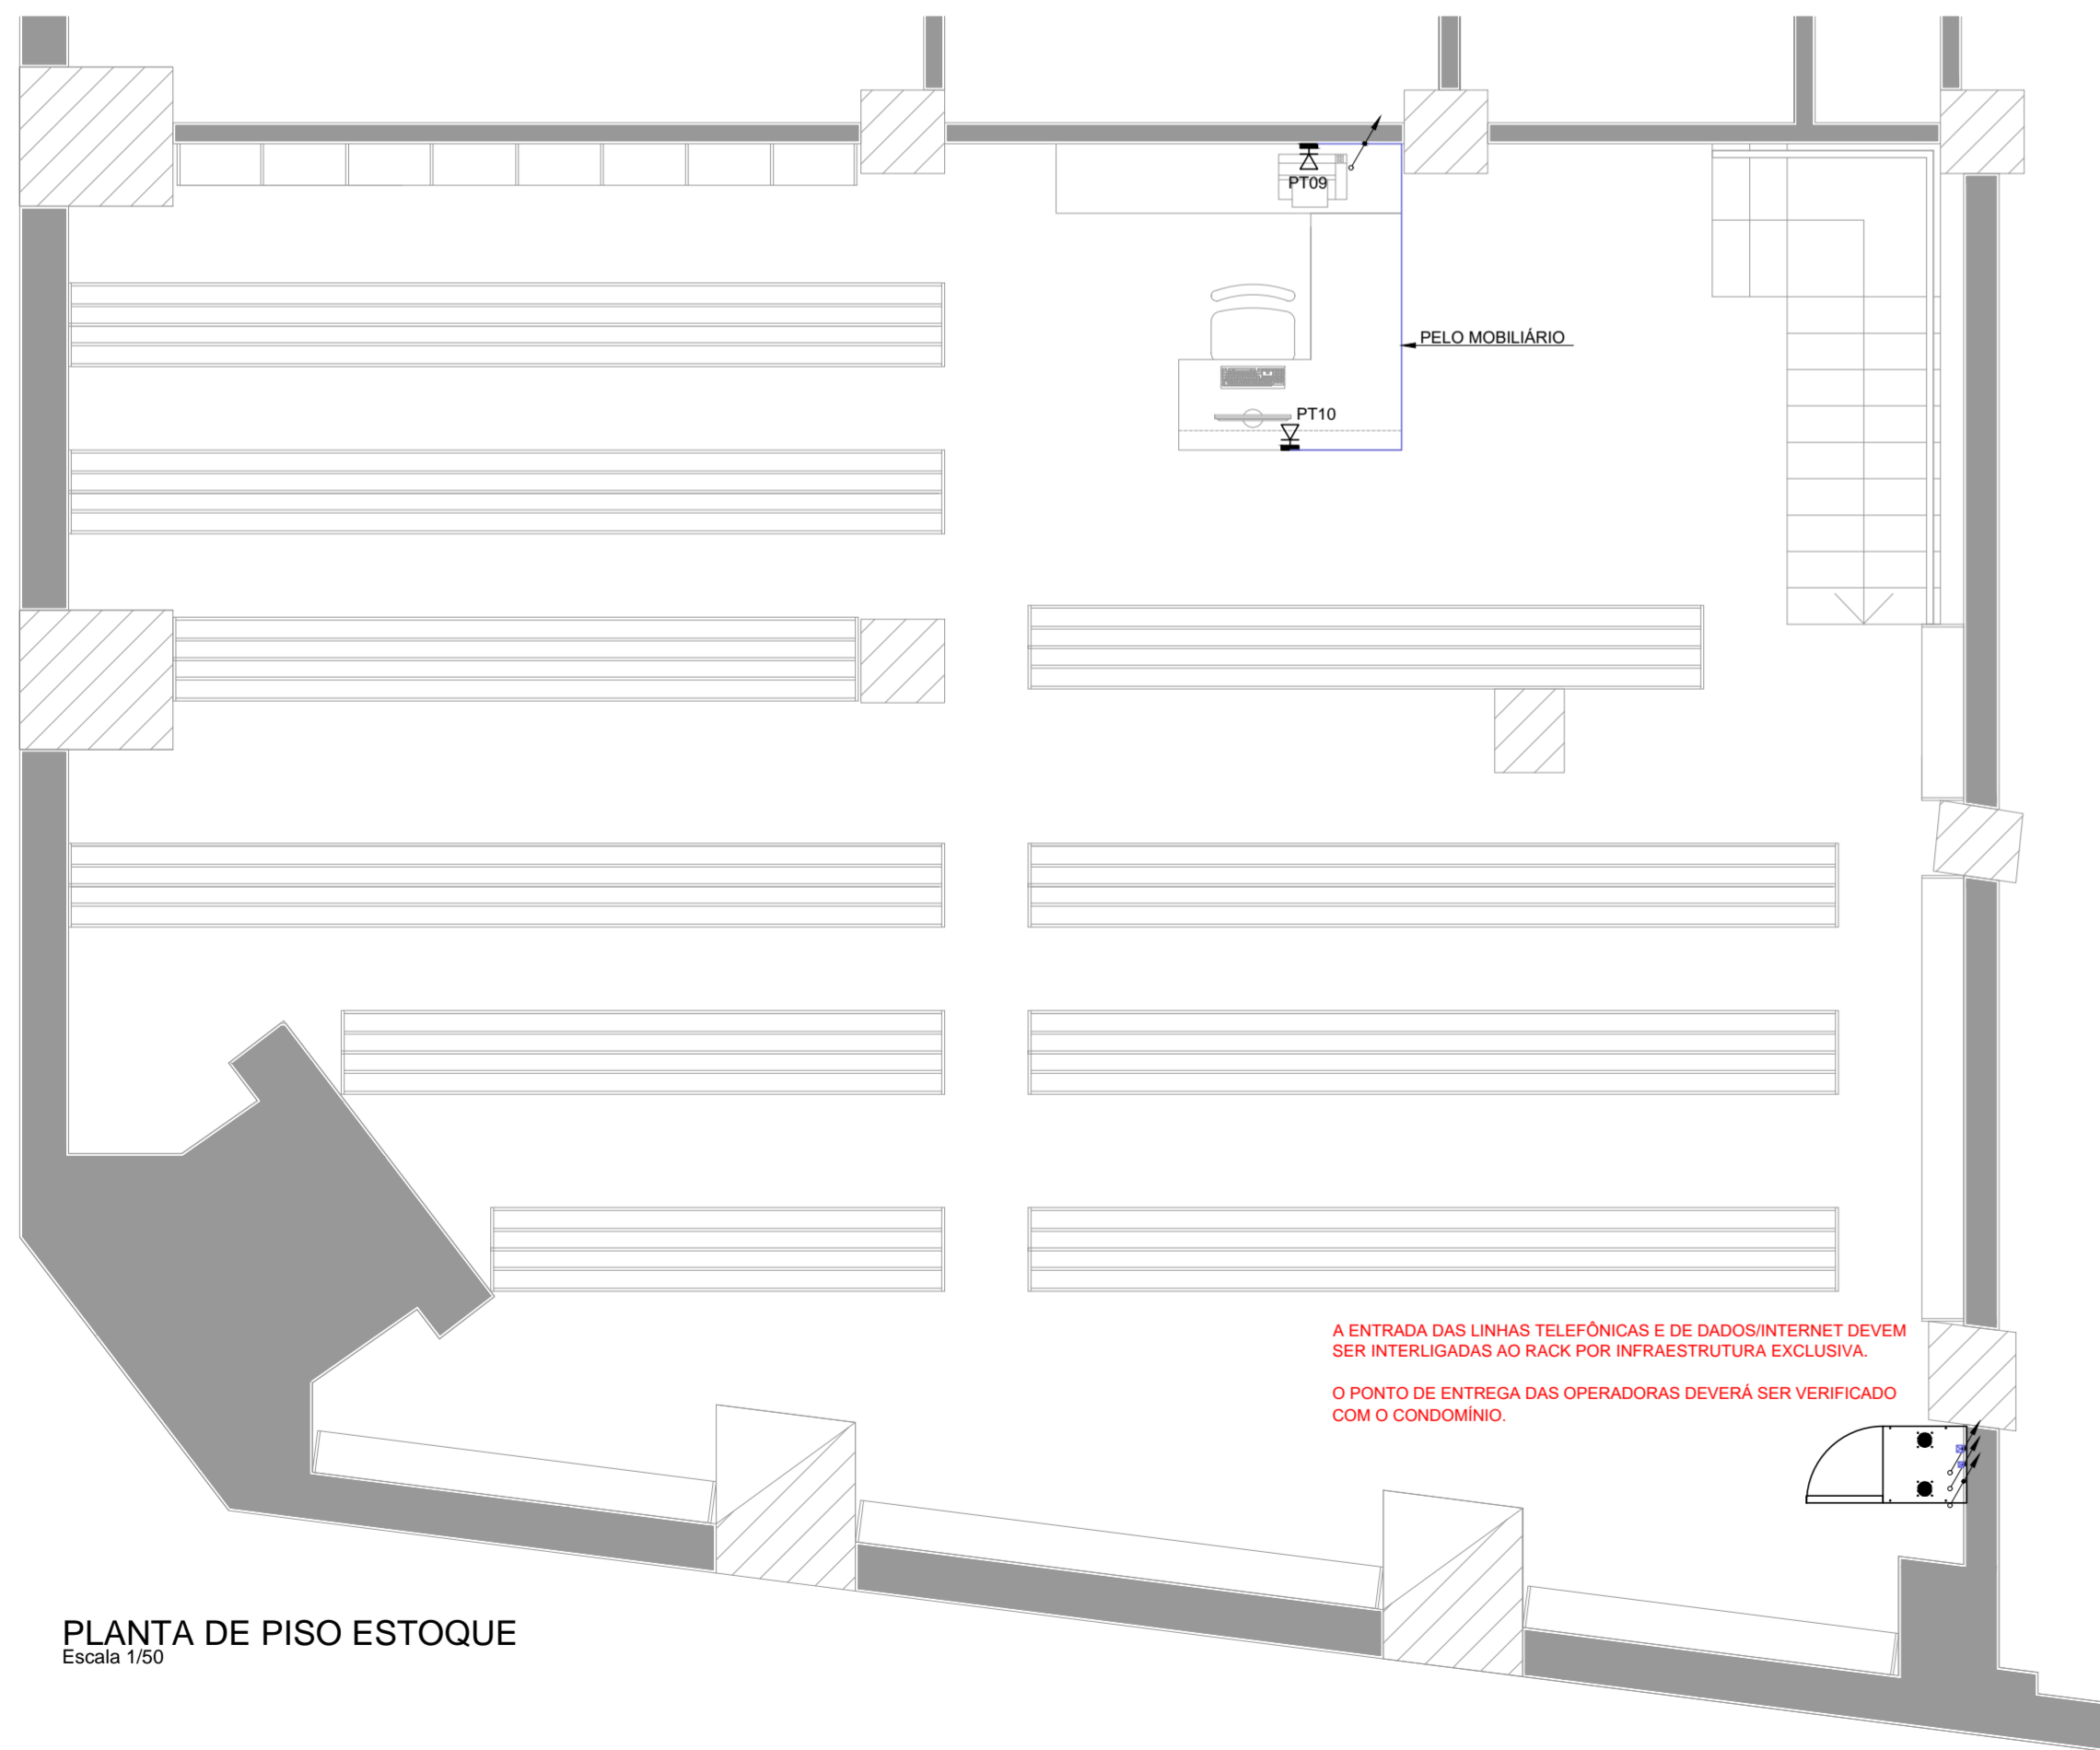 PT09
PELO MOBILIÁRIO
PT10
A ENTRADA DAS LINHAS TELEFÔNICAS E DE DADOS/INTERNET DEVEM
SER INTERLIGADAS AO RACK POR INFRAESTRUTURA EXCLUSIVA.
O PONTO DE ENTREGA DAS OPERADORAS DEVERÁ SER VERIFICADO
COM O CONDOMÍNIO.
PLANTA DE PISO ESTOQUE
Escala 1/50